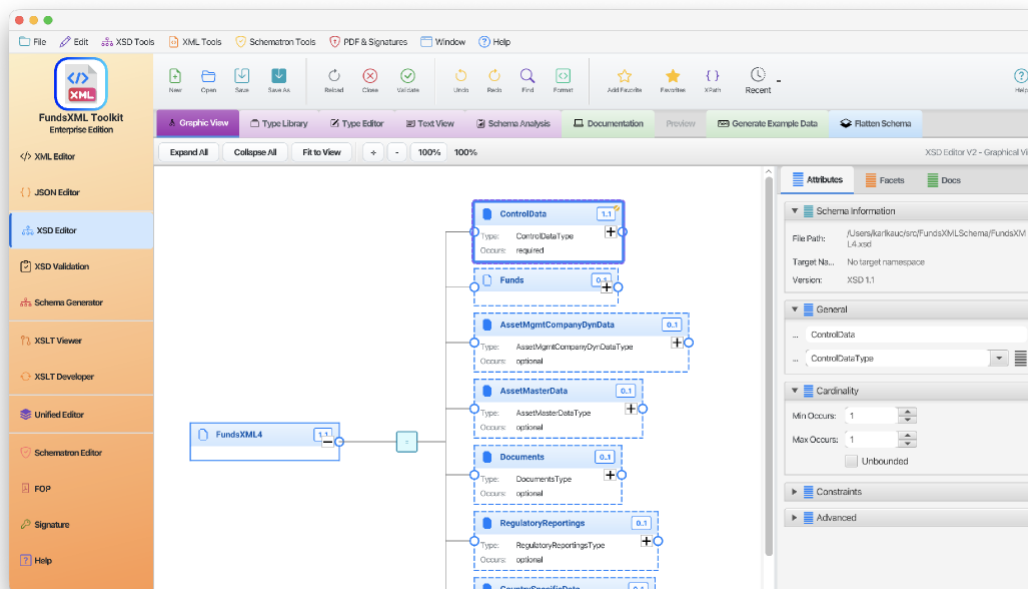 File Edit XSD Tools XML Tools Schematron Tools PDF & Signatures Window Help
XML
FundsXML Toolkit
Enterprise Edition
New Open Save Save As Reload Close Validate Undo Redo Find Format Add Favorite Favorites XPath Recent Help
Graphic View Type Library Type Editor Text View Schema Analysis Documentation Preview Generate Example Data Flatten Schema
Expand All Collapse All Fit to View + - 100% 100% XSD Editor V2 - Graphical Vi
XML Editor
JSON Editor
XSD Editor
XSD Validation
Schema Generator
XSLT Viewer
XSLT Developer
Unified Editor
Schematron Editor
FOP
Signature
Help
FundsXML4 1..1
ControlData 1..1
Type: ControlDataType
Occurs: required
Funds 0..1
AssetMgmtCompanyDynData 0..1
Type: AssetMgmtCompanyDynDataType
Occurs: optional
AssetMasterData 0..1
Type: AssetMasterDataType
Occurs: optional
Documents 0..1
Type: DocumentsType
Occurs: optional
RegulatoryReportings 0..1
Type: RegulatoryReportingsType
Occurs: optional
CountrySpecificData 0..1
Attributes Facets Docs
Schema Information
File Path: /Users/karlkauc/src/FundsXMLSchema/FundsXM
L4.xsd
Target Na... No target namespace
Version: XSD 1.1
General
... ControlData
... ControlDataType
Cardinality
Min Occurs: 1
Max Occurs: 1
Unbounded
Constraints
Advanced